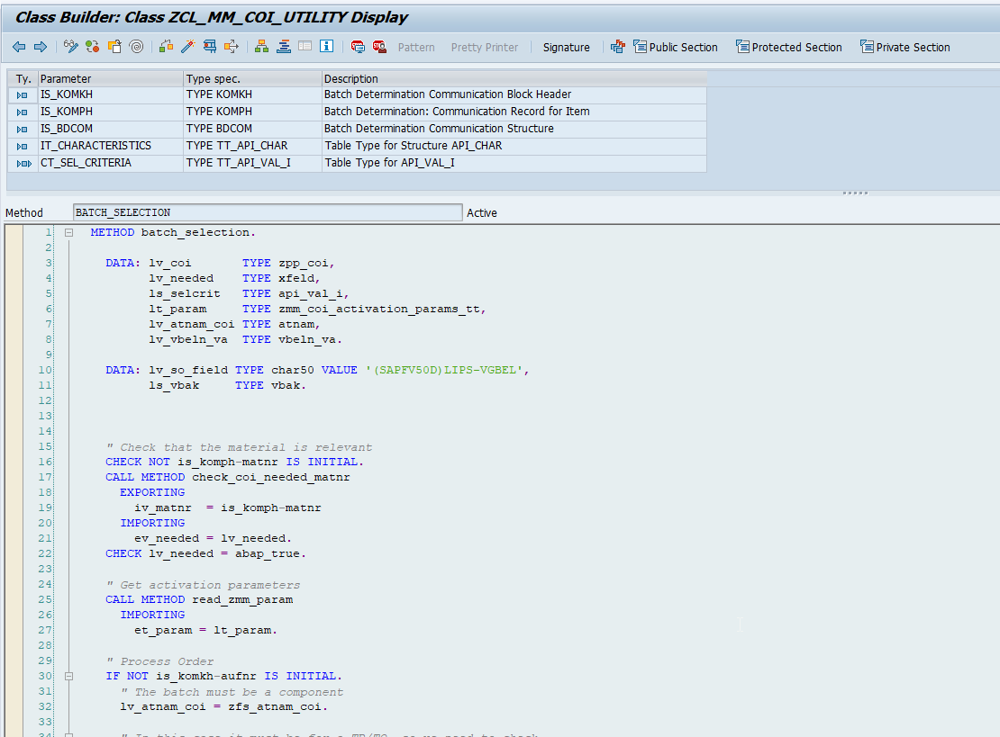 Class Builder: Class ZCL_MM_COI_UTILITY Display
Pattern Pretty Printer Signature Public Section Protected Section Private Section
Ty. Parameter Type spec. Description
IS_KOMKH TYPE KOMKH Batch Determination Communication Block Header
IS_KOMPH TYPE KOMPH Batch Determination: Communication Record for Item
IS_BDCOM TYPE BDCOM Batch Determination Communication Structure
IT_CHARACTERISTICS TYPE TT_API_CHAR Table Type for Structure API_CHAR
CT_SEL_CRITERIA TYPE TT_API_VAL_I Table Type for API_VAL_I
Method BATCH_SELECTION Active
1 METHOD batch_selection.
2
3 DATA: lv_coi TYPE zpp_coi,
4 lv_needed TYPE xfeld,
5 ls_selcrit TYPE api_val_i,
6 lt_param TYPE zmm_coi_activation_params_tt,
7 lv_atnam_coi TYPE atnam,
8 lv_vbeln_va TYPE vbeln_va.
9
10 DATA: lv_so_field TYPE char50 VALUE '(SAPFV50D)LIPS-VGBEL',
11 ls_vbak TYPE vbak.
12
13
14
15 " Check that the material is relevant
16 CHECK NOT is_komph-matnr IS INITIAL.
17 CALL METHOD check_coi_needed_matnr
18 EXPORTING
19 iv_matnr = is_komph-matnr
20 IMPORTING
21 ev_needed = lv_needed.
22 CHECK lv_needed = abap_true.
23
24 " Get activation parameters
25 CALL METHOD read_zmm_param
26 IMPORTING
27 et_param = lt_param.
28
29 " Process Order
30 IF NOT is_komkh-aufnr IS INITIAL.
31 " The batch must be a component
32 lv_atnam_coi = zfs_atnam_coi.
33
34 " In this case it must be for a